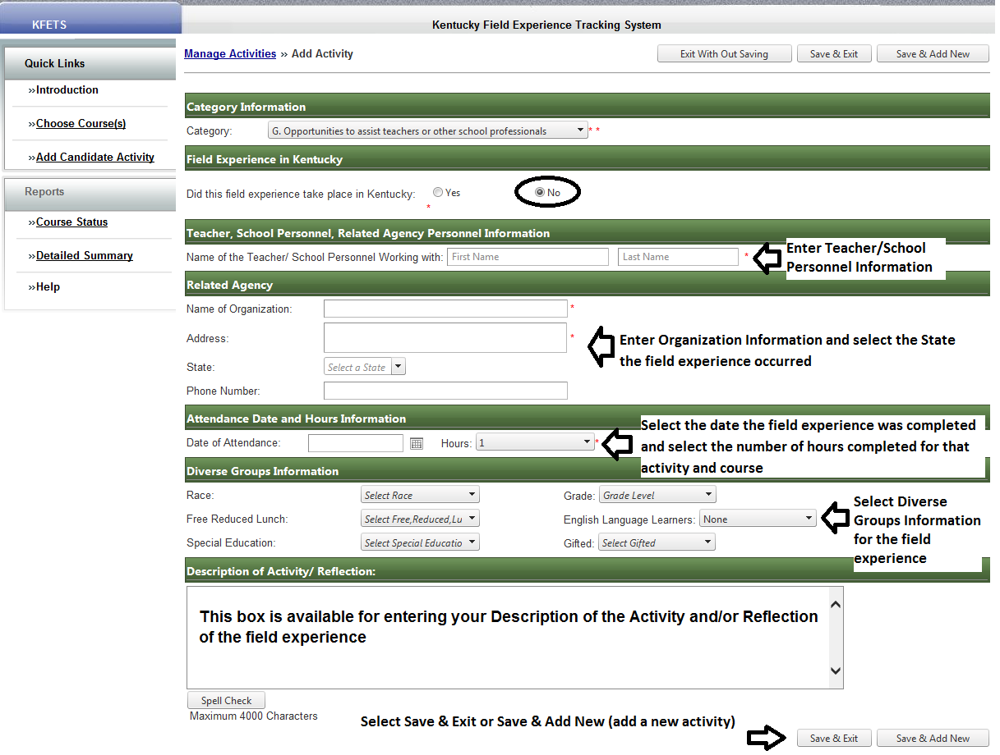 KFETS
Kentucky Field Experience Tracking System
Quick Links
»Introduction
»Choose Course(s)
»Add Candidate Activity
Reports
»Course Status
»Detailed Summary
»Help
Manage Activities » Add Activity
Exit With Out Saving
Save & Exit
Save & Add New
Category Information
Category: G. Opportunities to assist teachers or other school professionals * *
Field Experience in Kentucky
Did this field experience take place in Kentucky: Yes No
*
Teacher, School Personnel, Related Agency Personnel Information
Name of the Teacher/ School Personnel Working with: First Name Last Name *
Enter Teacher/School
Personnel Information
Related Agency
Name of Organization: *
Address: *
State: Select a State
Phone Number:
Enter Organization Information and select the State
the field experience occurred
Attendance Date and Hours Information
Date of Attendance: Hours: 1 *
Select the date the field experience was completed
and select the number of hours completed for that
activity and course
Diverse Groups Information
Race: Select Race Grade: Grade Level
Free Reduced Lunch: Select Free,Reduced,Lu English Language Learners: None
Special Education: Select Special Educatio Gifted: Select Gifted
Select Diverse
Groups Information
for the field
experience
Description of Activity/ Reflection:
This box is available for entering your Description of the Activity and/or Reflection
of the field experience
Spell Check
Maximum 4000 Characters
Select Save & Exit or Save & Add New (add a new activity)
Save & Exit
Save & Add New